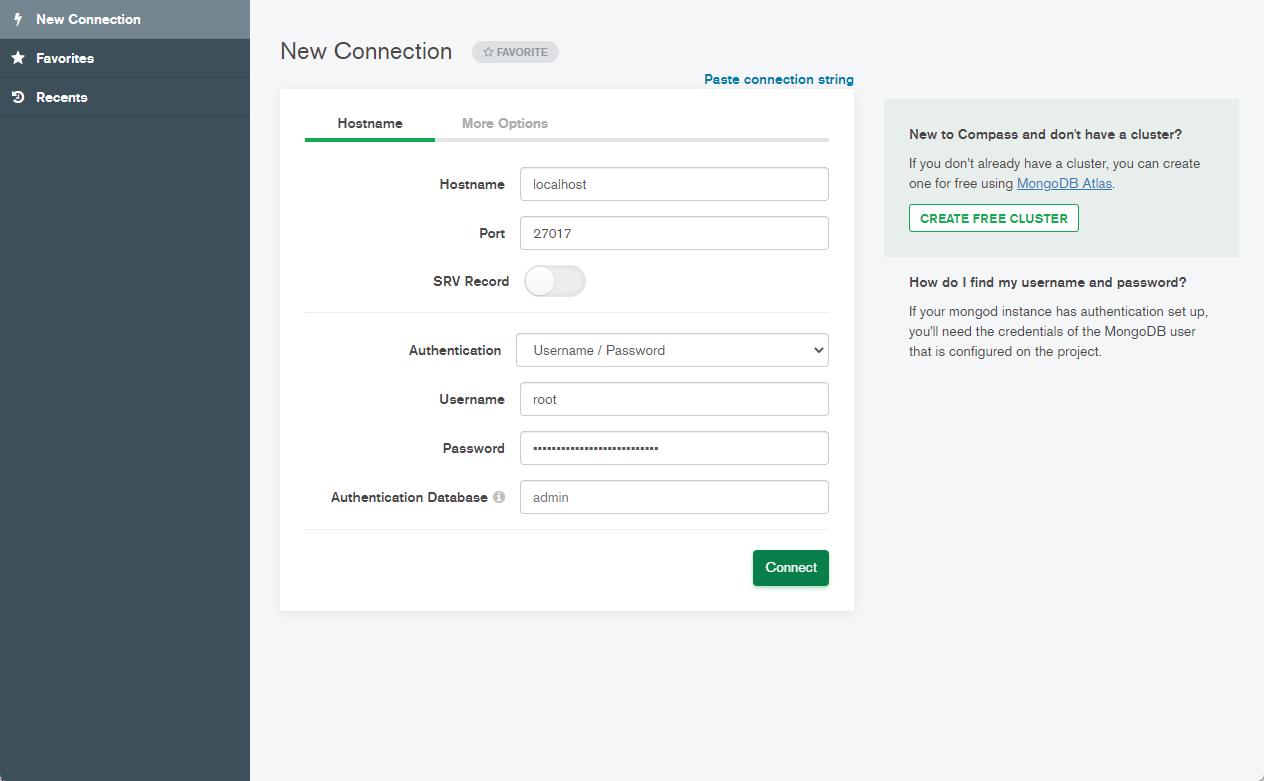 New Connection
Favorites
Recents
New Connection
FAVORITE
Paste connection string
Hostname
More Options
Hostname
localhost
Port
27017
SRV Record
Authentication
Username / Password
Username
root
Password
•••••••••••••••••••••••••••
Authentication Database
admin
Connect
New to Compass and don't have a cluster?
If you don't already have a cluster, you can create
one for free using MongoDB Atlas.
CREATE FREE CLUSTER
How do I find my username and password?
If your mongod instance has authentication set up,
you'll need the credentials of the MongoDB user
that is configured on the project.